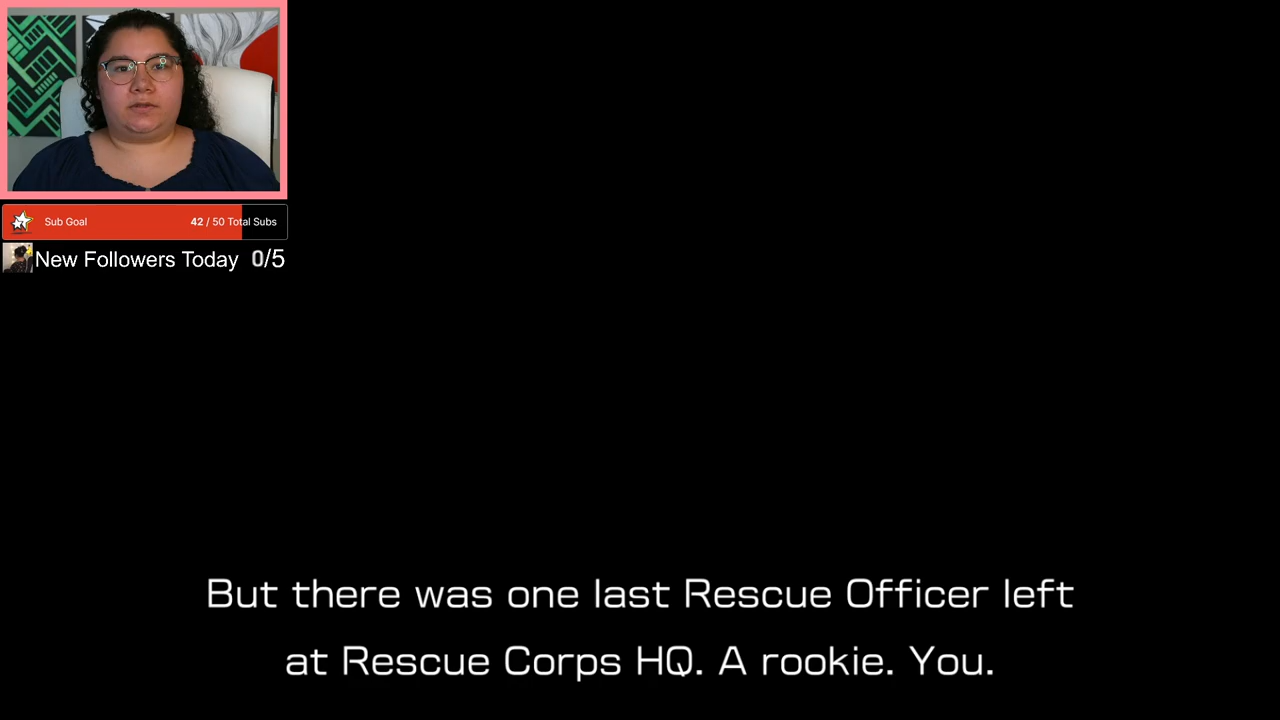 Sub Goal 42 / 50 Total Subs
New Followers Today 0/5
But there was one last Rescue Officer left
at Rescue Corps HQ. A rookie. You.